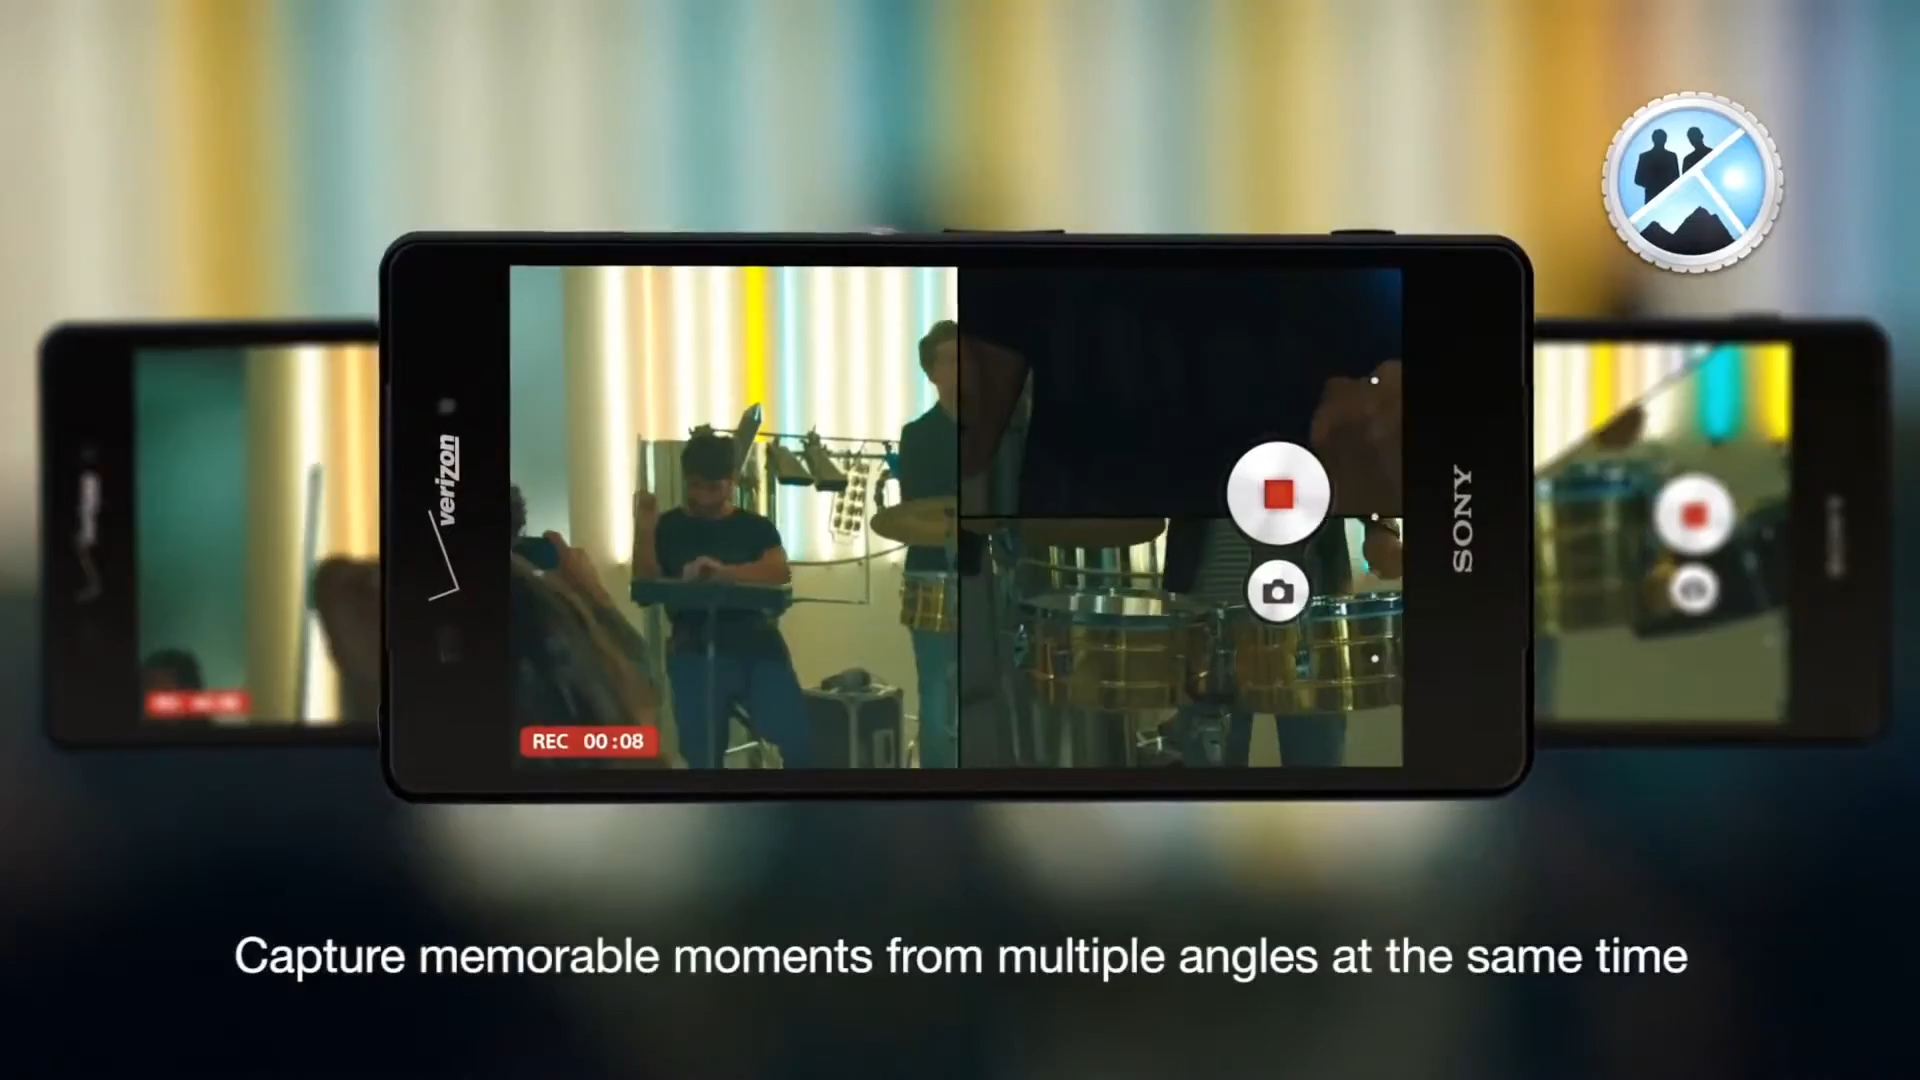 verizon
SONY
REC 00:08
Capture memorable moments from multiple angles at the same time